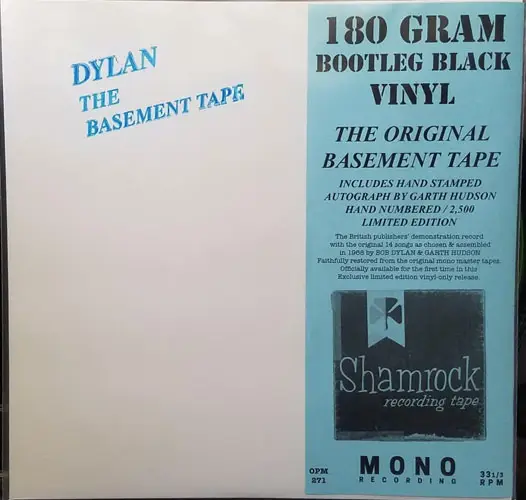 DYLAN
THE
BASEMENT TAPE
180 GRAM
BOOTLEG BLACK
VINYL
THE ORIGINAL
BASEMENT TAPE
INCLUDES HAND STAMPED
AUTOGRAPH BY GARTH HUDSON
HAND NUMBERED / 2,500
LIMITED EDITION
The British publishers' demonstration record
with the original 14 songs as chosen & assembled
in 1968 by BOB DYLAN & GARTH HUDSON
Faithfully restored from the original mono master tapes.
Officially available for the first time in this
Exclusive limited edition vinyl-only release.
Shamrock
recording tape
OPM
271
MONO
RECORDING
33 1/3
RPM